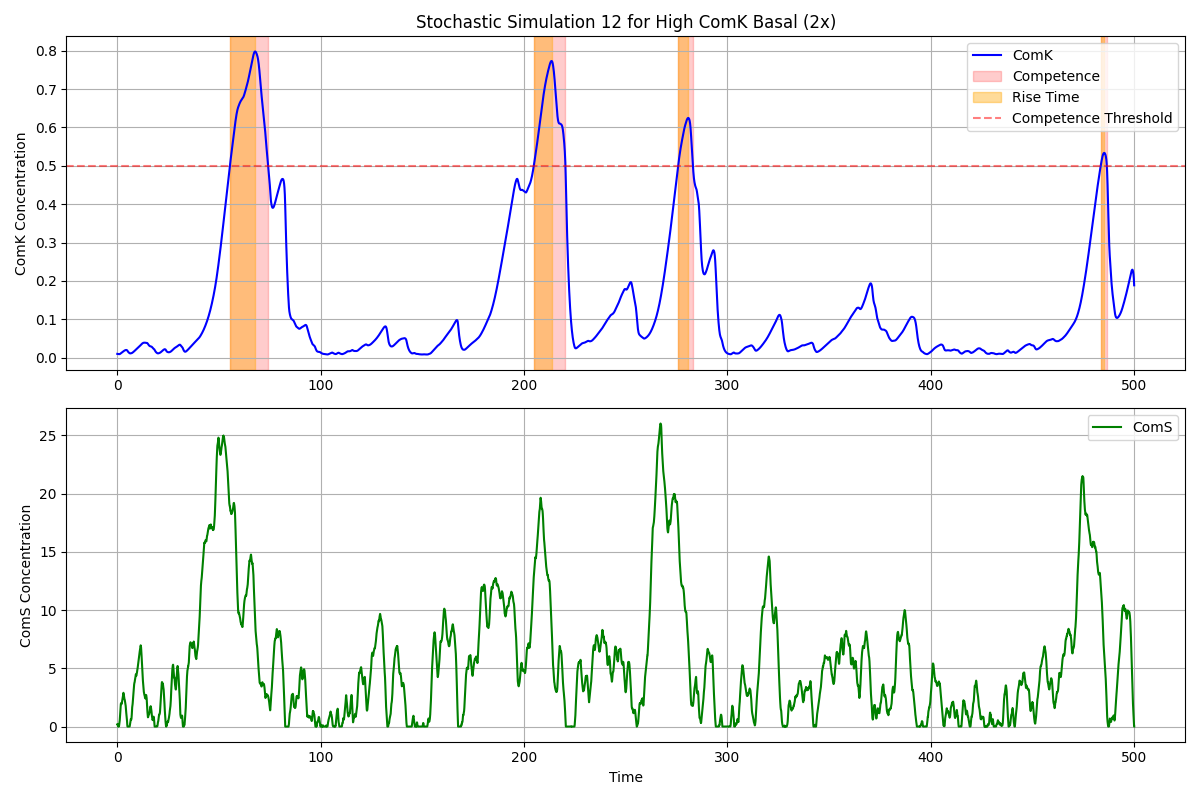 Stochastic Simulation 12 for High ComK Basal (2x)
ComK Concentration
0.8
0.7
0.6
0.5
0.4
0.3
0.2
0.1
0.0
ComK
Competence
Rise Time
Competence Threshold
0 100 200 300 400 500
ComS Concentration
25
20
15
10
5
0
ComS
0 100 200 300 400 500
Time